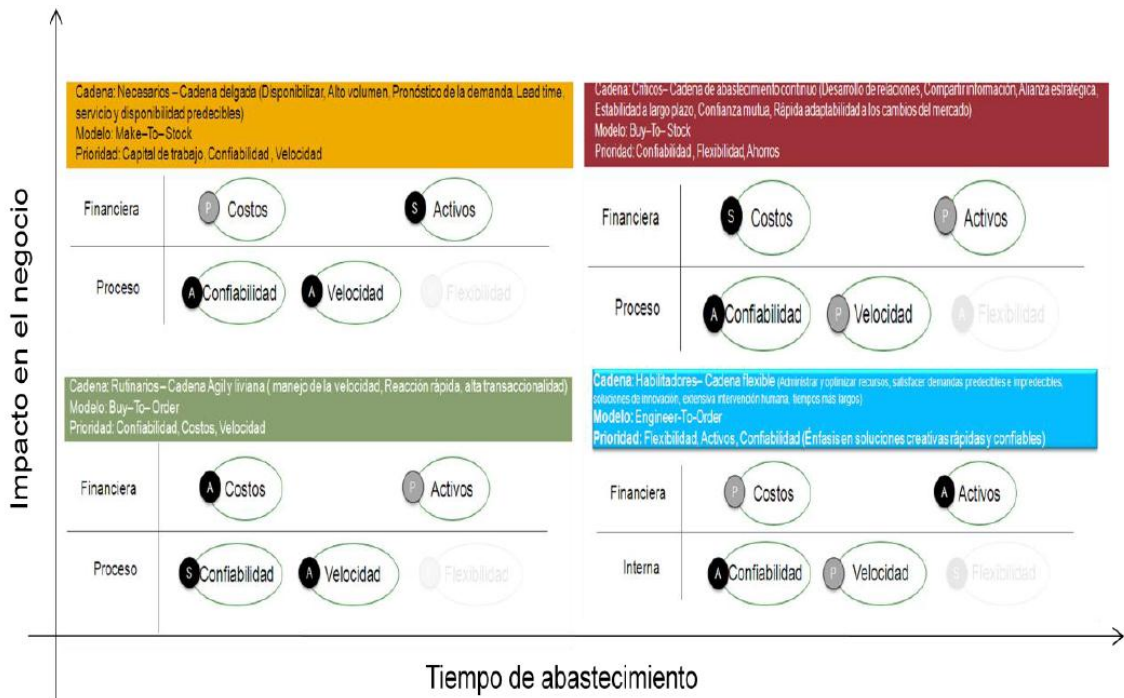 Impacto en el negocio
Cadena: Necesarios – Cadena delgada (Disponibilizar, Alto volumen, Pronóstico de la demanda, Lead time,
servicio y disponibilidad predecibles)
Modelo: Make–To–Stock
Prioridad: Capital de trabajo, Confiabilidad , Velocidad
Financiera
P Costos
S Activos
Proceso
A Confiabilidad
A Velocidad
Flexibilidad
Cadena: Críticos– Cadena de abastecimiento continuo (Desarrollo de relaciones, Compartir información, Alianza estratégica,
Estabilidad a largo plazo, Confianza mutua, Rápida adaptabilidad a los cambios del mercado)
Modelo: Buy–To– Stock
Prioridad: Confiabilidad , Flexibilidad, Ahorros
Financiera
S Costos
P Activos
Proceso
A Confiabilidad
P Velocidad
A Flexibilidad
Cadena: Rutinarios – Cadena Agil y liviana ( manejo de la velocidad, Reacción rápida, alta transaccionalidad)
Modelo: Buy–To– Order
Prioridad: Confiabilidad, Costos, Velocidad
Financiera
A Costos
P Activos
Proceso
S Confiabilidad
A Velocidad
Flexibilidad
Cadena: Habilitadores– Cadena flexible (Administrar y optimizar recursos, satisfacer demandas predecibles e impredecibles,
soluciones de innovación, extensiva intervención humana, tiempos más largos)
Modelo: Engineer-To-Order
Prioridad: Flexibilidad, Activos, Confiabilidad (Énfasis en soluciones creativas rápidas y confiables)
Financiera
P Costos
A Activos
Interna
A Confiabilidad
P Velocidad
S Flexibilidad
Tiempo de abastecimiento